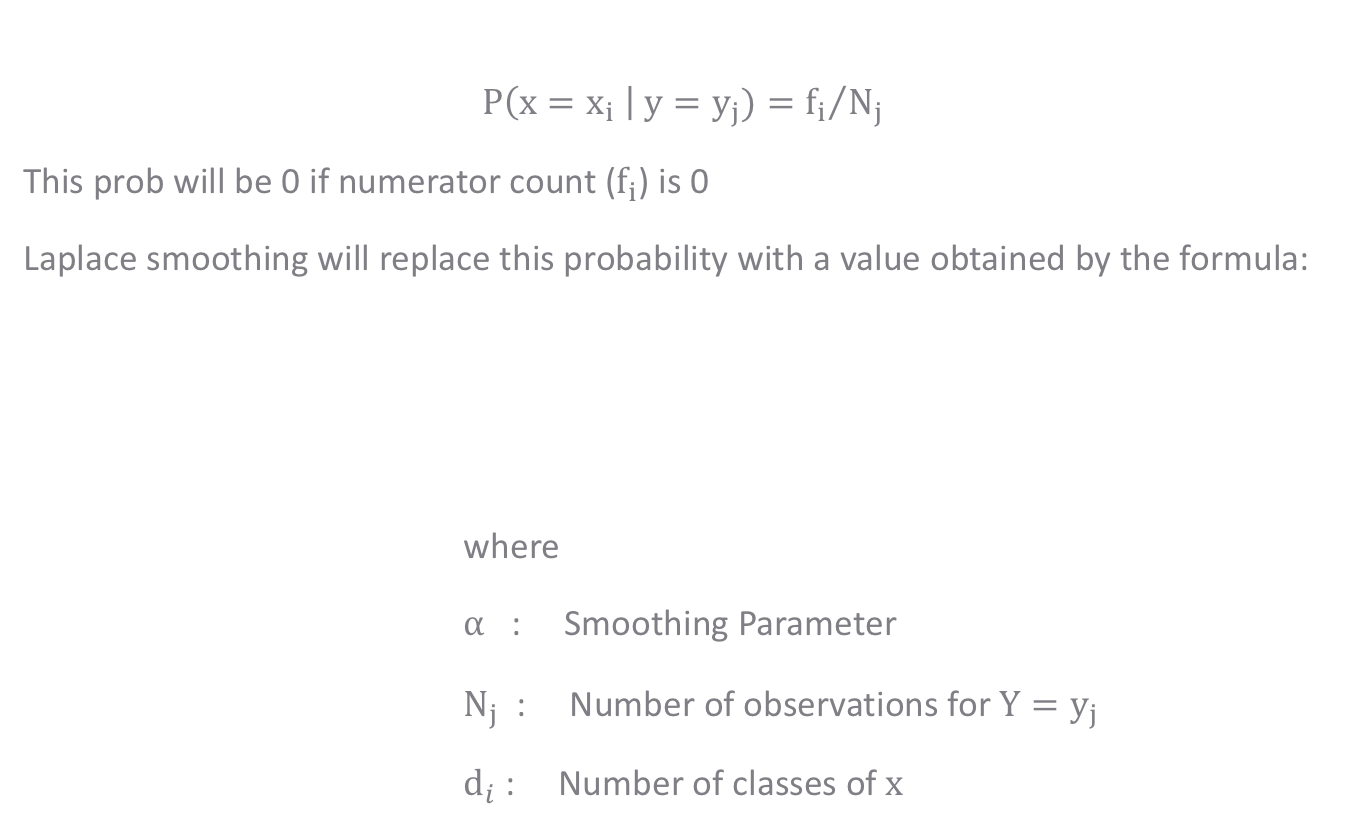 P(x = xᵢ | y = yⱼ) = fᵢ/Nⱼ
This prob will be 0 if numerator count (fᵢ) is 0
Laplace smoothing will replace this probability with a value obtained by the formula:
where
α : Smoothing Parameter
Nⱼ : Number of observations for Y = yⱼ
dᵢ : Number of classes of x